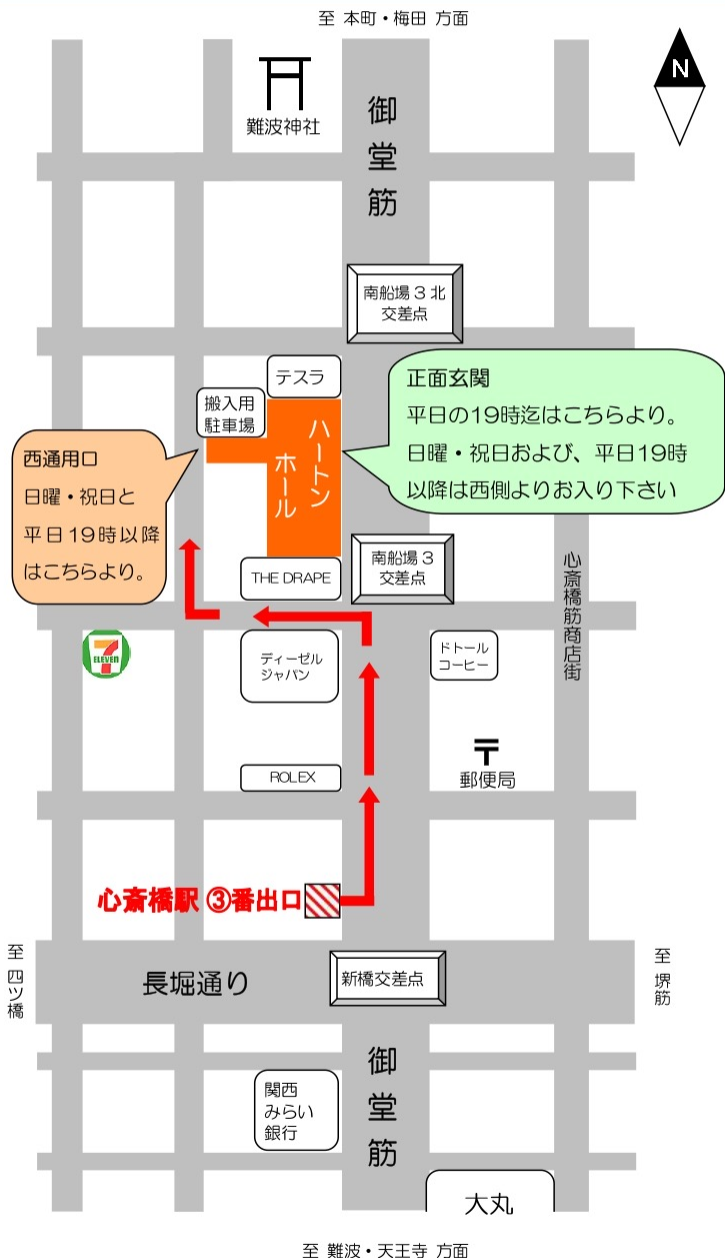 至 本町・梅田 方面
N
難波神社
御堂筋
南船場3北
交差点
テスラ
搬入用
駐車場
ハートン
ホール
正面玄関
平日の19時迄はこちらより。
日曜・祝日および、平日19時
以降は西側よりお入り下さい
西通用口
日曜・祝日と
平日19時以降
はこちらより。
南船場3
交差点
THE DRAPE
心斎橋筋商店街
7
ELEVEN
ディーゼル
ジャパン
ドトール
コーヒー
ROLEX
〒
郵便局
心斎橋駅 ③番出口
至 四ツ橋
長堀通り
新橋交差点
至 堺筋
御堂筋
関西
みらい
銀行
大丸
至 難波・天王寺 方面